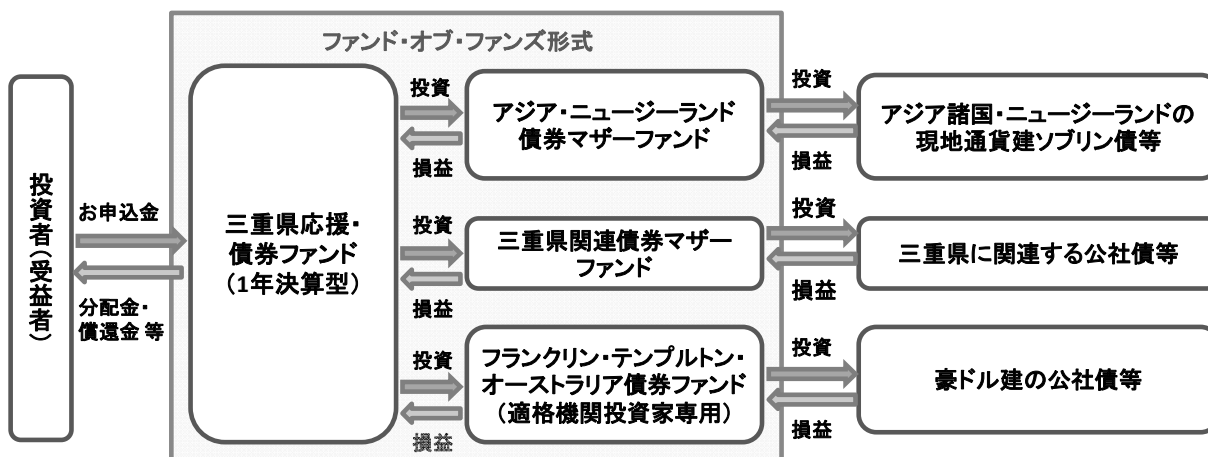 ファンド・オブ・ファンズ形式
投資者(受益者)
お申込金
分配金・
償還金 等
三重県応援・
債券ファンド
(1年決算型)
投資
損益
アジア・ニュージーランド
債券マザーファンド
投資
損益
アジア諸国・ニュージーランドの
現地通貨建ソブリン債等
投資
損益
三重県関連債券マザー
ファンド
投資
損益
三重県に関連する公社債等
投資
損益
フランクリン・テンプルトン・
オーストラリア債券ファンド
(適格機関投資家専用)
投資
損益
豪ドル建の公社債等